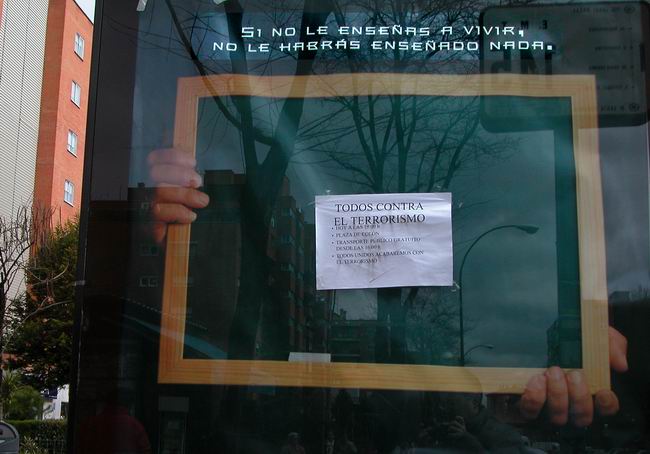 SI NO LE ENSEÑAS A VIVIR,
NO LE HABRÁS ENSEÑADO NADA.
TODOS CONTRA
EL TERRORISMO
• HOY A LAS 19:00 h
• PLAZA DE COLÓN
• TRANSPORTE PÚBLICO GRATUITO
DESDE LAS 16:00 h
• TODOS UNIDOS ACABAREMOS CON
EL TERRORISMO